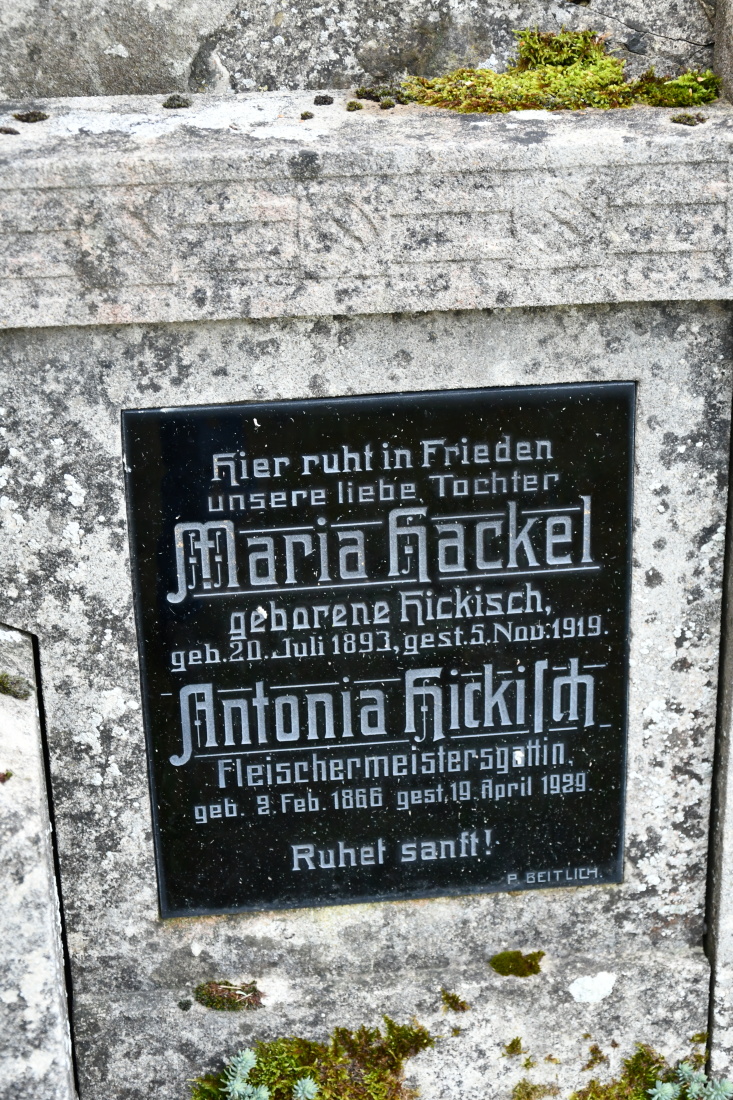 Hier ruht in Frieden
unsere liebe Tochter
Maria Hackel
geborene Hickisch,
geb. 20. Juli 1893, gest. 5. Nov. 1919.
Antonia Hickiſch
Fleischermeistersgattin.
geb. 2. Feb. 1866 gest. 19. April 1929
Ruhet sanft!
P. BEITLICH.